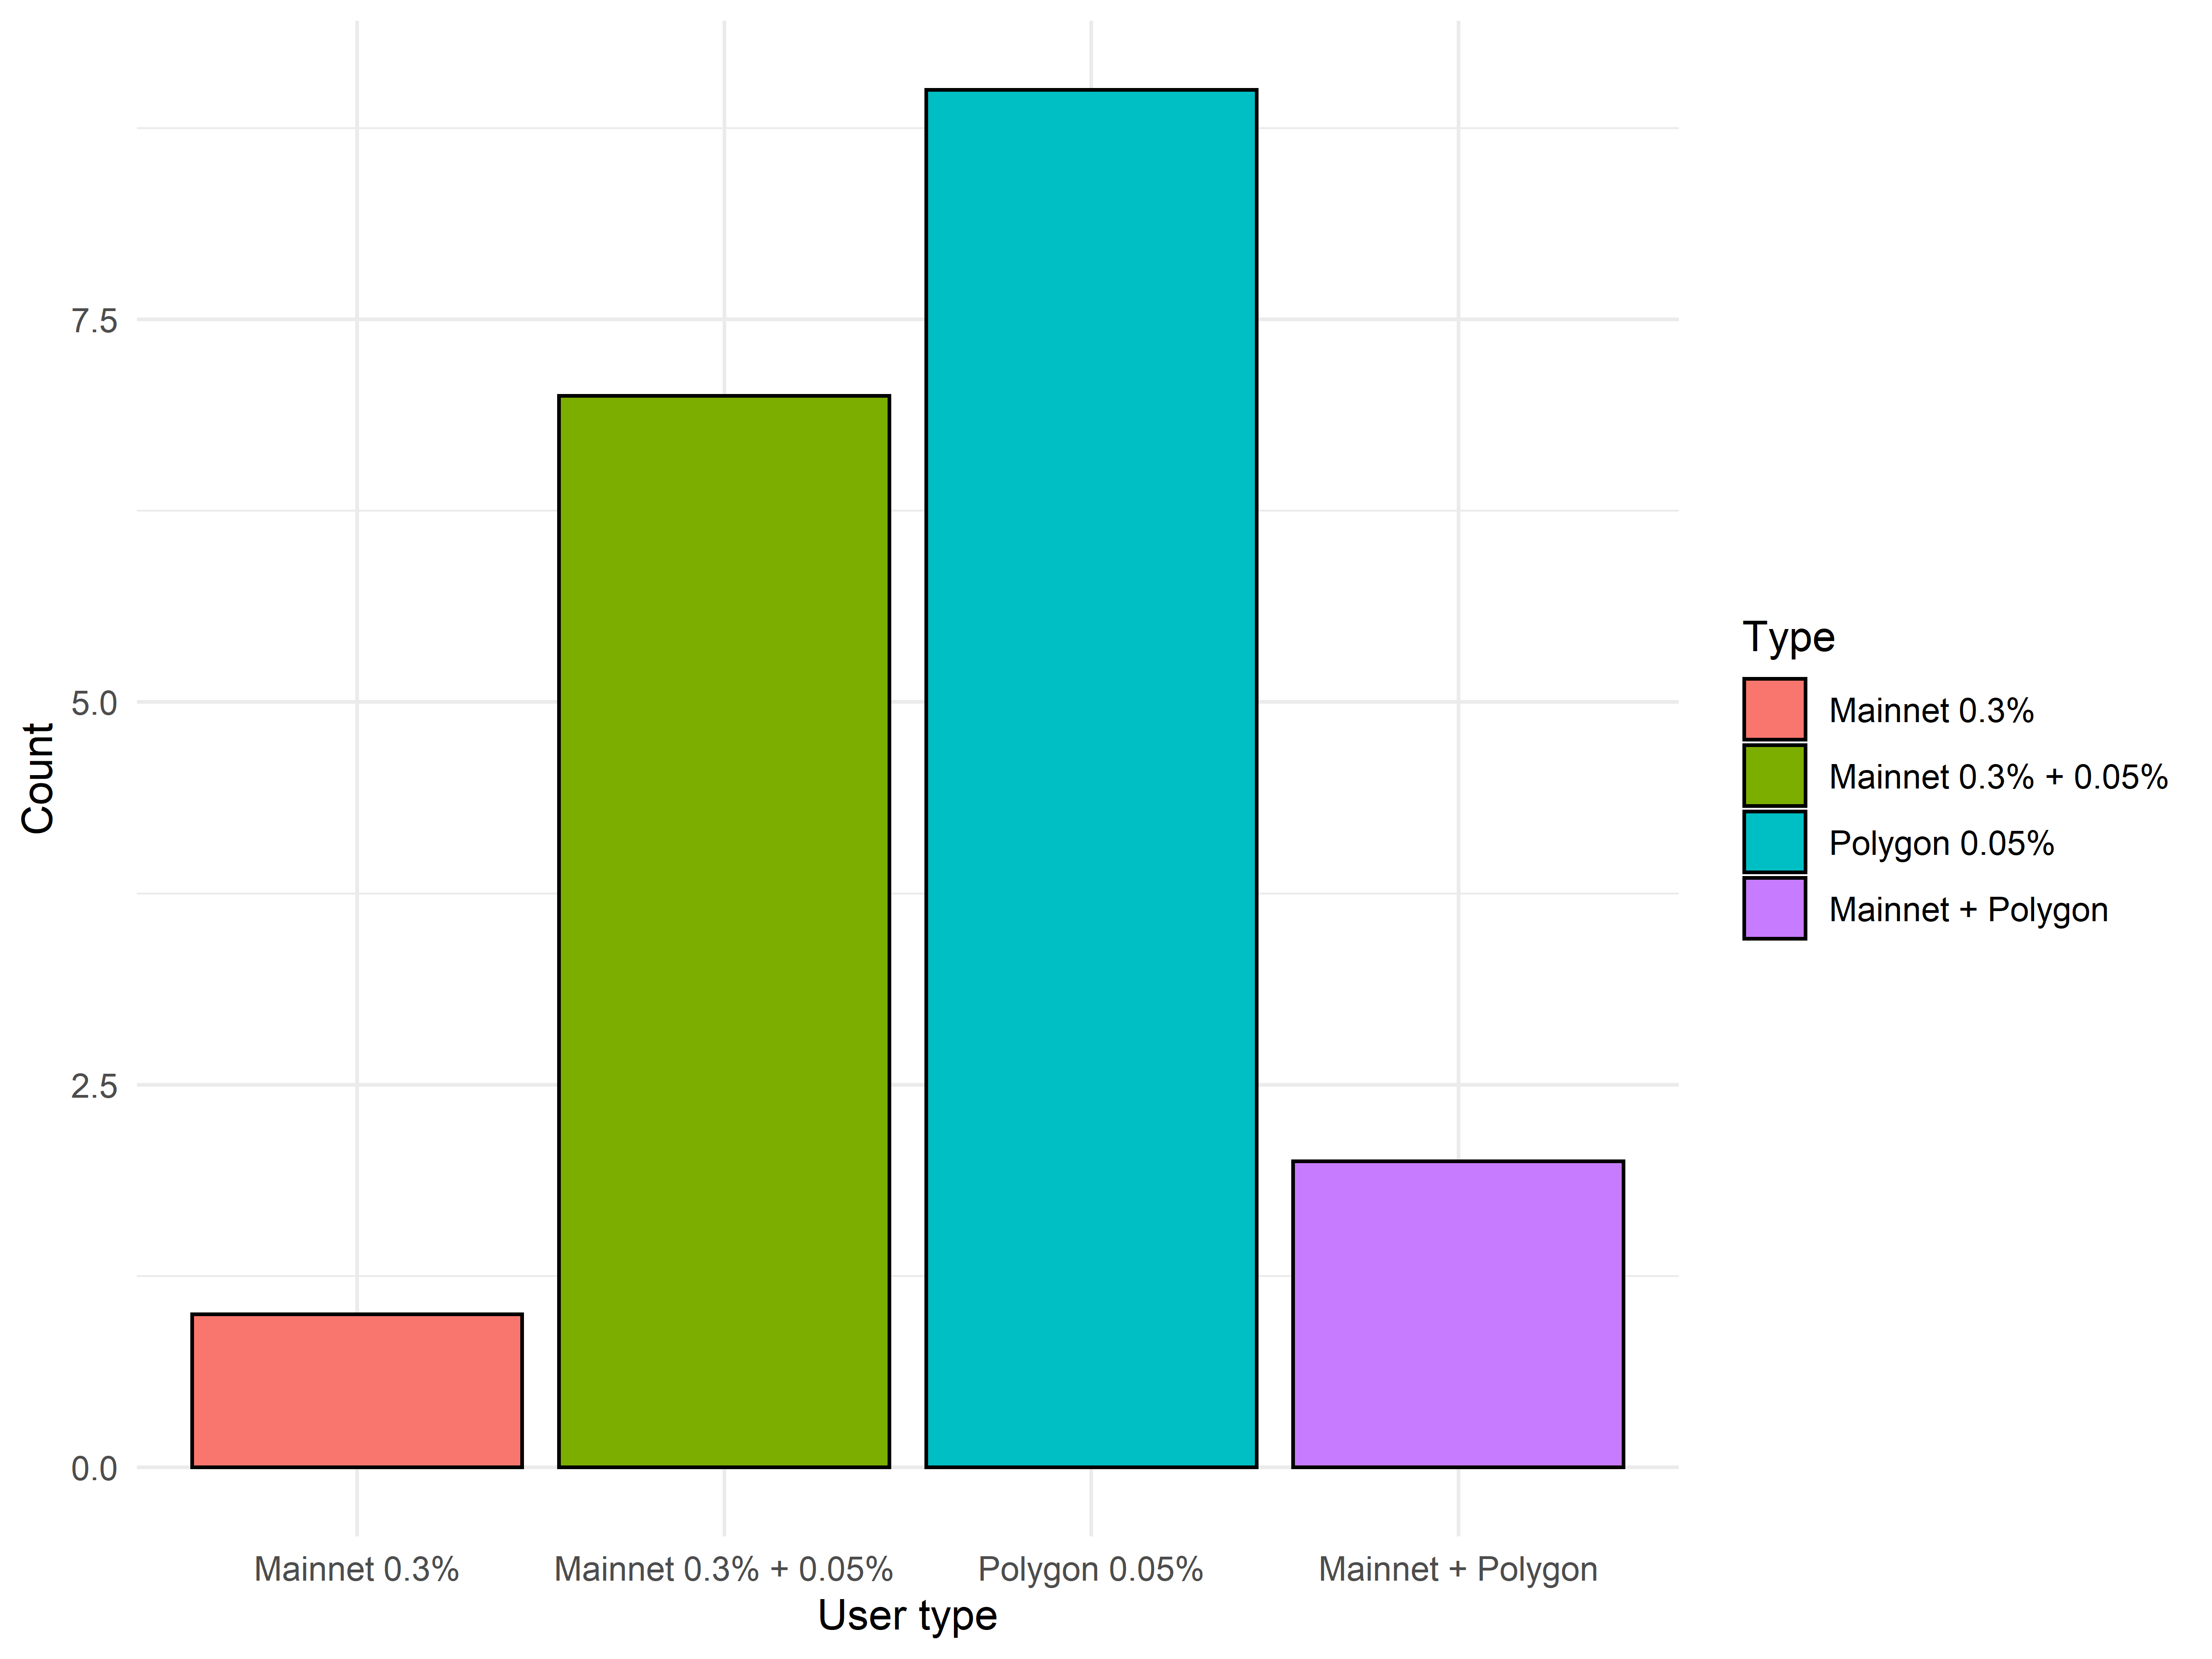 Count
7.5
5.0
2.5
0.0
Mainnet 0.3%
Mainnet 0.3% + 0.05%
Polygon 0.05%
Mainnet + Polygon
User type
Type
Mainnet 0.3%
Mainnet 0.3% + 0.05%
Polygon 0.05%
Mainnet + Polygon